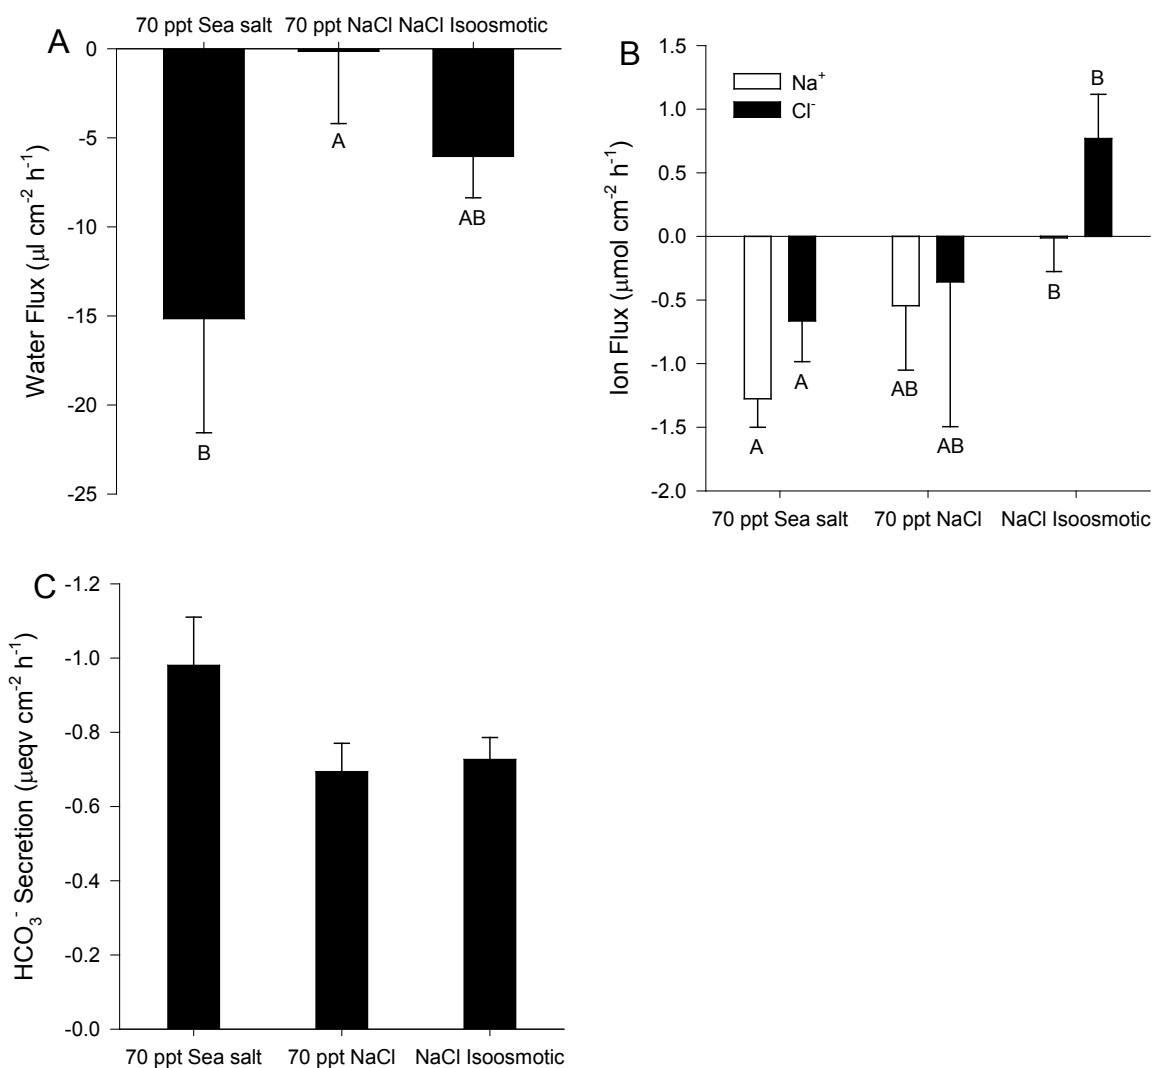 A
70 ppt Sea salt 70 ppt NaCl NaCl Isoosmotic
0
-5
-10
-15
-20
-25
Water Flux (μl cm⁻² h⁻¹)
B
A
AB
B
1.5
1.0
0.5
0.0
-0.5
-1.0
-1.5
-2.0
Ion Flux (μmol cm⁻² h⁻¹)
Na⁺
Cl⁻
A
A
AB
AB
B
B
70 ppt Sea salt 70 ppt NaCl NaCl Isoosmotic
C
-1.2
-1.0
-0.8
-0.6
-0.4
-0.2
-0.0
HCO₃⁻ Secretion (μeqv cm⁻² h⁻¹)
70 ppt Sea salt 70 ppt NaCl NaCl Isoosmotic